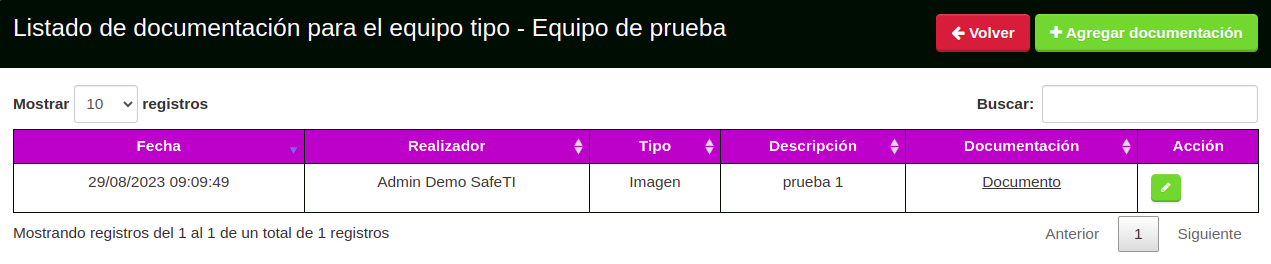 Listado de documentación para el equipo tipo - Equipo de prueba
Volver
Agregar documentación
Mostrar 10 registros
Buscar:
Fecha Realizador Tipo Descripción Documentación Acción
29/08/2023 09:09:49 Admin Demo SafeTI Imagen prueba 1 Documento
Mostrando registros del 1 al 1 de un total de 1 registros
Anterior 1 Siguiente